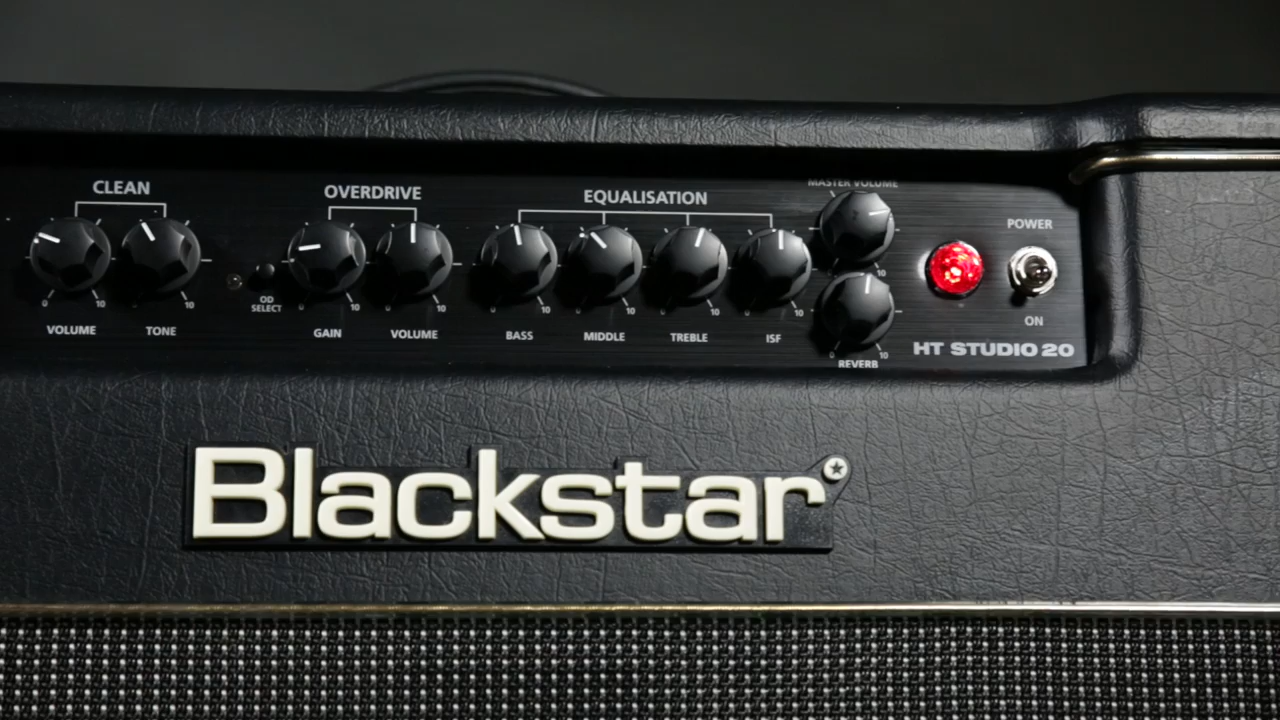 CLEAN
OVERDRIVE
EQUALISATION
MASTER VOLUME
POWER
0 10
0 10
OD
SELECT
0 10
0 10
0 10
0 10
0 10
0 10
10
0 10
VOLUME
TONE
GAIN
VOLUME
BASS
MIDDLE
TREBLE
ISF
REVERB
ON
HT STUDIO 20
Blackstar